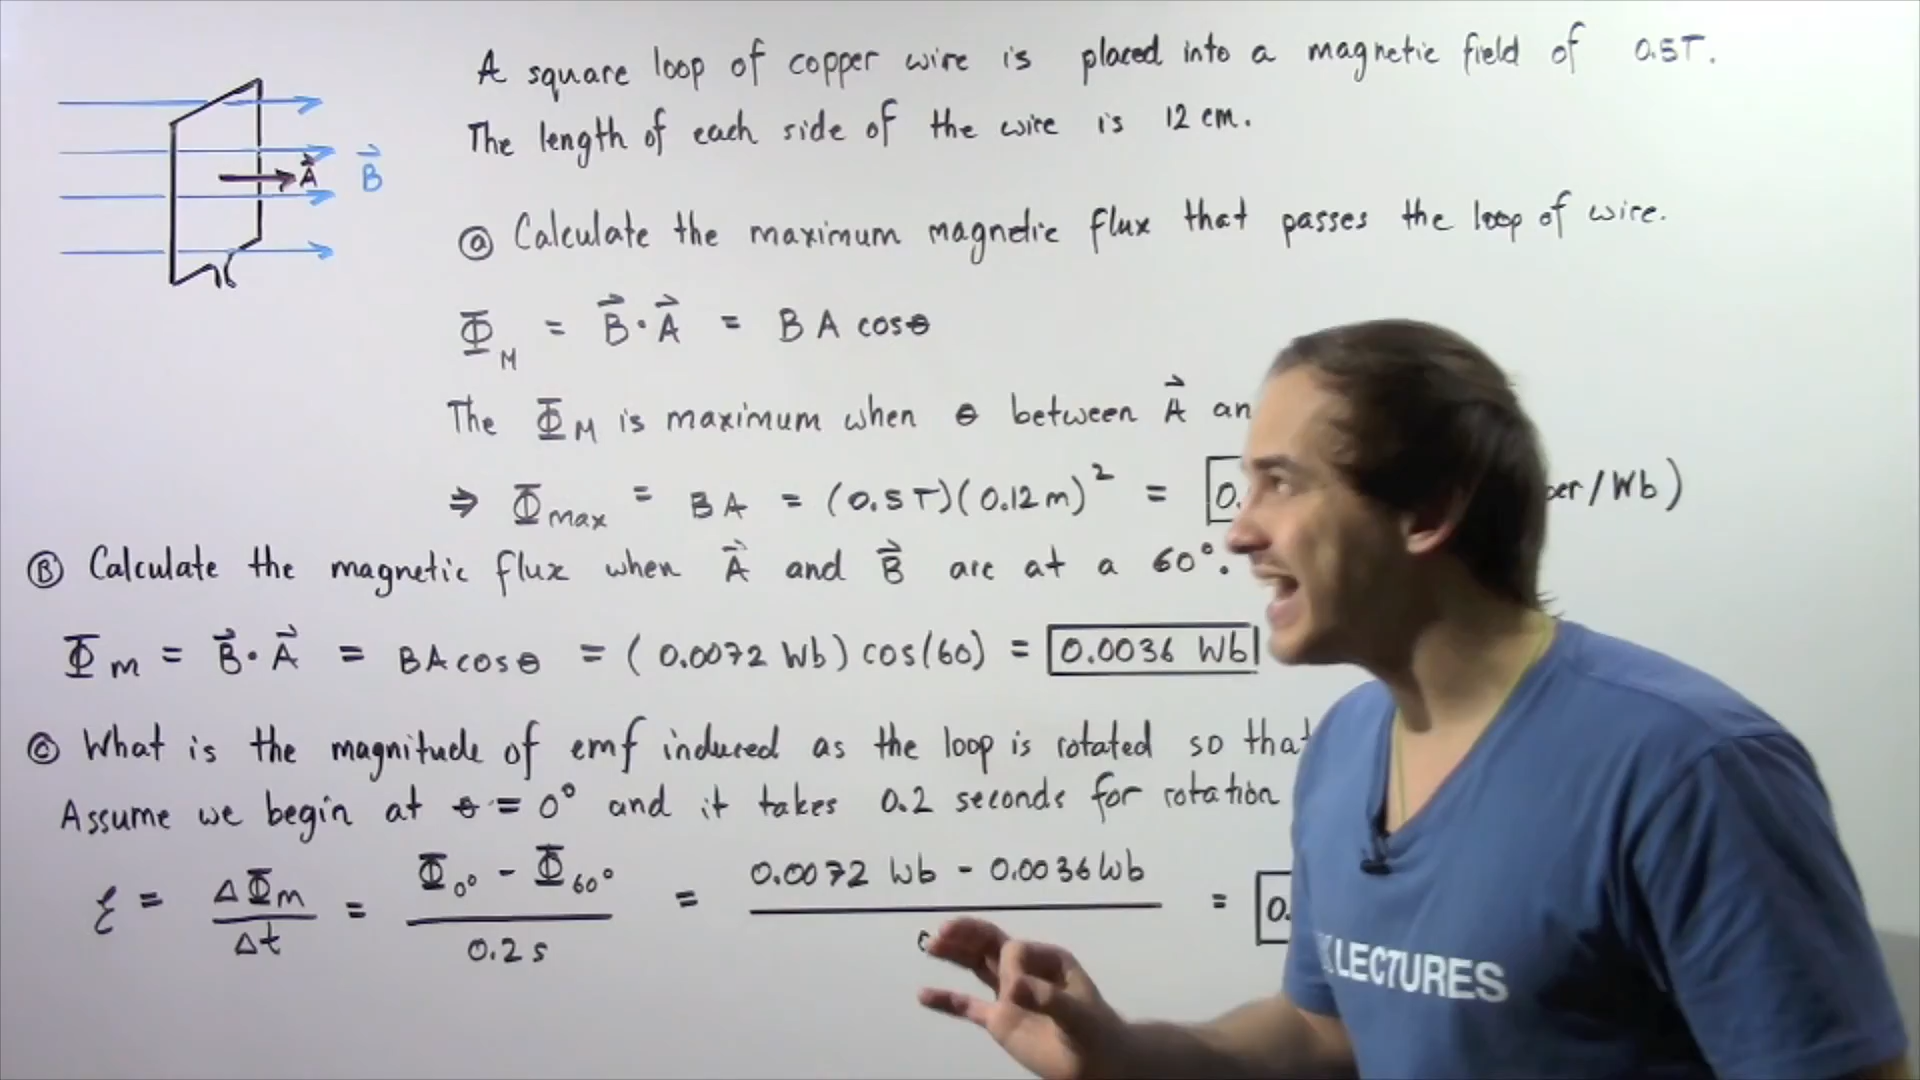 A square loop of copper wire is placed into a magnetic field of 0.5T.
The length of each side of the wire is 12 cm.
A⃗
B⃗
ⓐ Calculate the maximum magnetic flux that passes the loop of wire.
Φ_M = B⃗·A⃗ = BA cosθ
The Φ_M is maximum when θ between A⃗
⇒ Φ_max = BA = (0.5T)(0.12m)² = 0. /Wb)
Ⓑ Calculate the magnetic flux when A⃗ and B⃗ are at a 60°.
Φ_m = B⃗·A⃗ = BAcosθ = (0.0072 Wb) cos(60) = 0.0036 Wb
© What is the magnitude of emf induced as the loop is rotated so that
Assume we begin at θ = 0° and it takes 0.2 seconds for rotation
ℰ = ΔΦ_m / Δt = Φ_0° - Φ_60° / 0.2 s = 0.0072 Wb - 0.0036 Wb = 0.
LECTURES